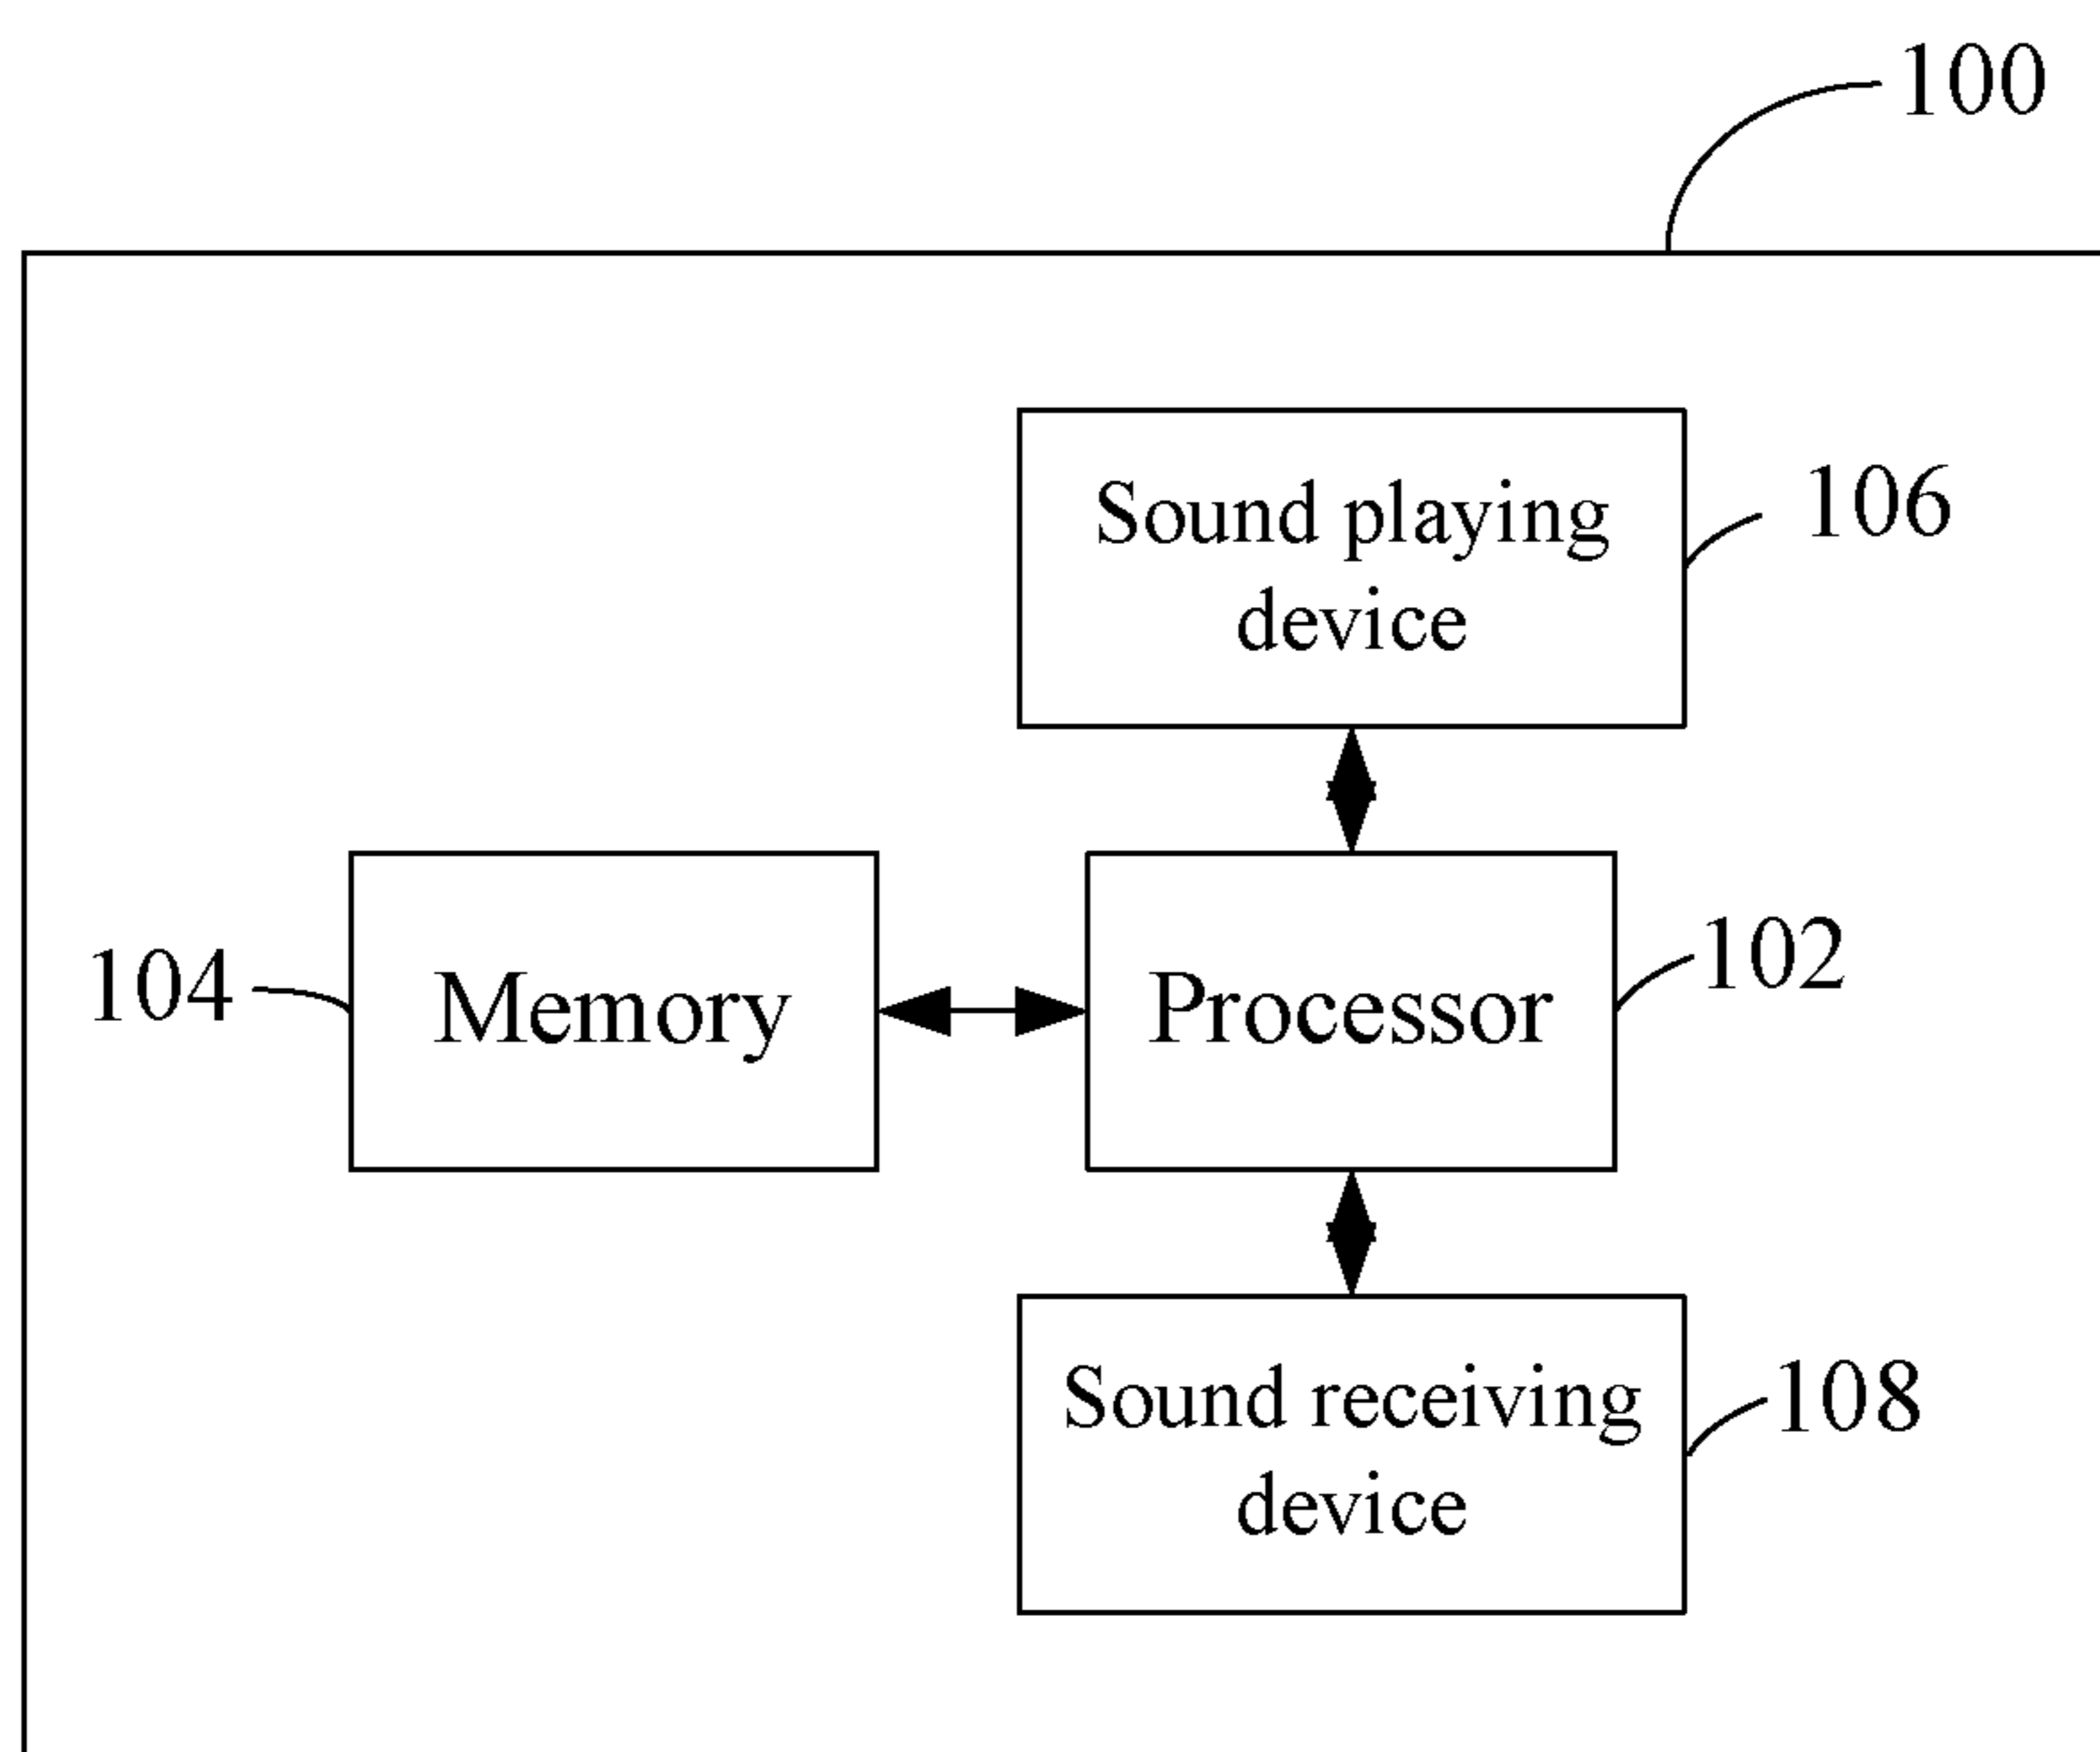 100
Sound playing
device
106
104
Memory
Processor
102
Sound receiving
device
108